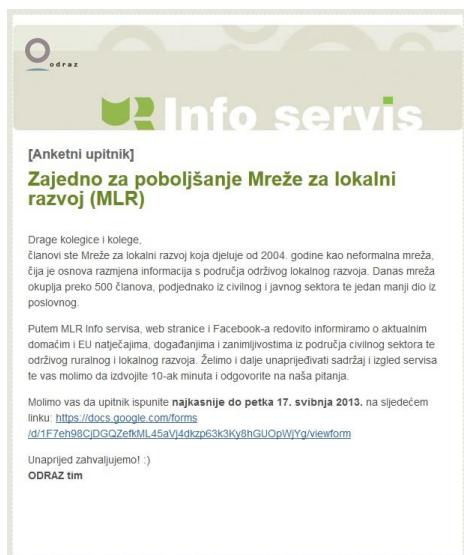 odraz
Info servis
[Anketni upitnik]
Zajedno za poboljšanje Mreže za lokalni
razvoj (MLR)
Drage kolegice i kolege,
članovi ste Mreže za lokalni razvoj koja djeluje od 2004. godine kao neformalna mreža,
čija je osnova razmjena informacija s područja održivog lokalnog razvoja. Danas mreža
okuplja preko 500 članova, podjednako iz civilnog i javnog sektora te jedan manji dio iz
poslovnog.
Putem MLR Info servisa, web stranice i Facebook-a redovito informiramo o aktualnim
domaćim i EU natječajima, događanjima i zanimljivostima iz područja civilnog sektora te
održivog ruralnog i lokalnog razvoja. Želimo i dalje unaprijeđivati sadržaj i izgled servisa
te vas molimo da izdvojite 10-ak minuta i odgovorite na naša pitanja.
Molimo vas da upitnik ispunite najkasnije do petka 17. svibnja 2013. na sljedećem
linku: https://docs.google.com/forms
/d/1F7eh98CjDGQZefkML45aVj4dkzp63k3Ky8hGUOpWjYg/viewform
Unaprijed zahvaljujemo! :)
ODRAZ tim